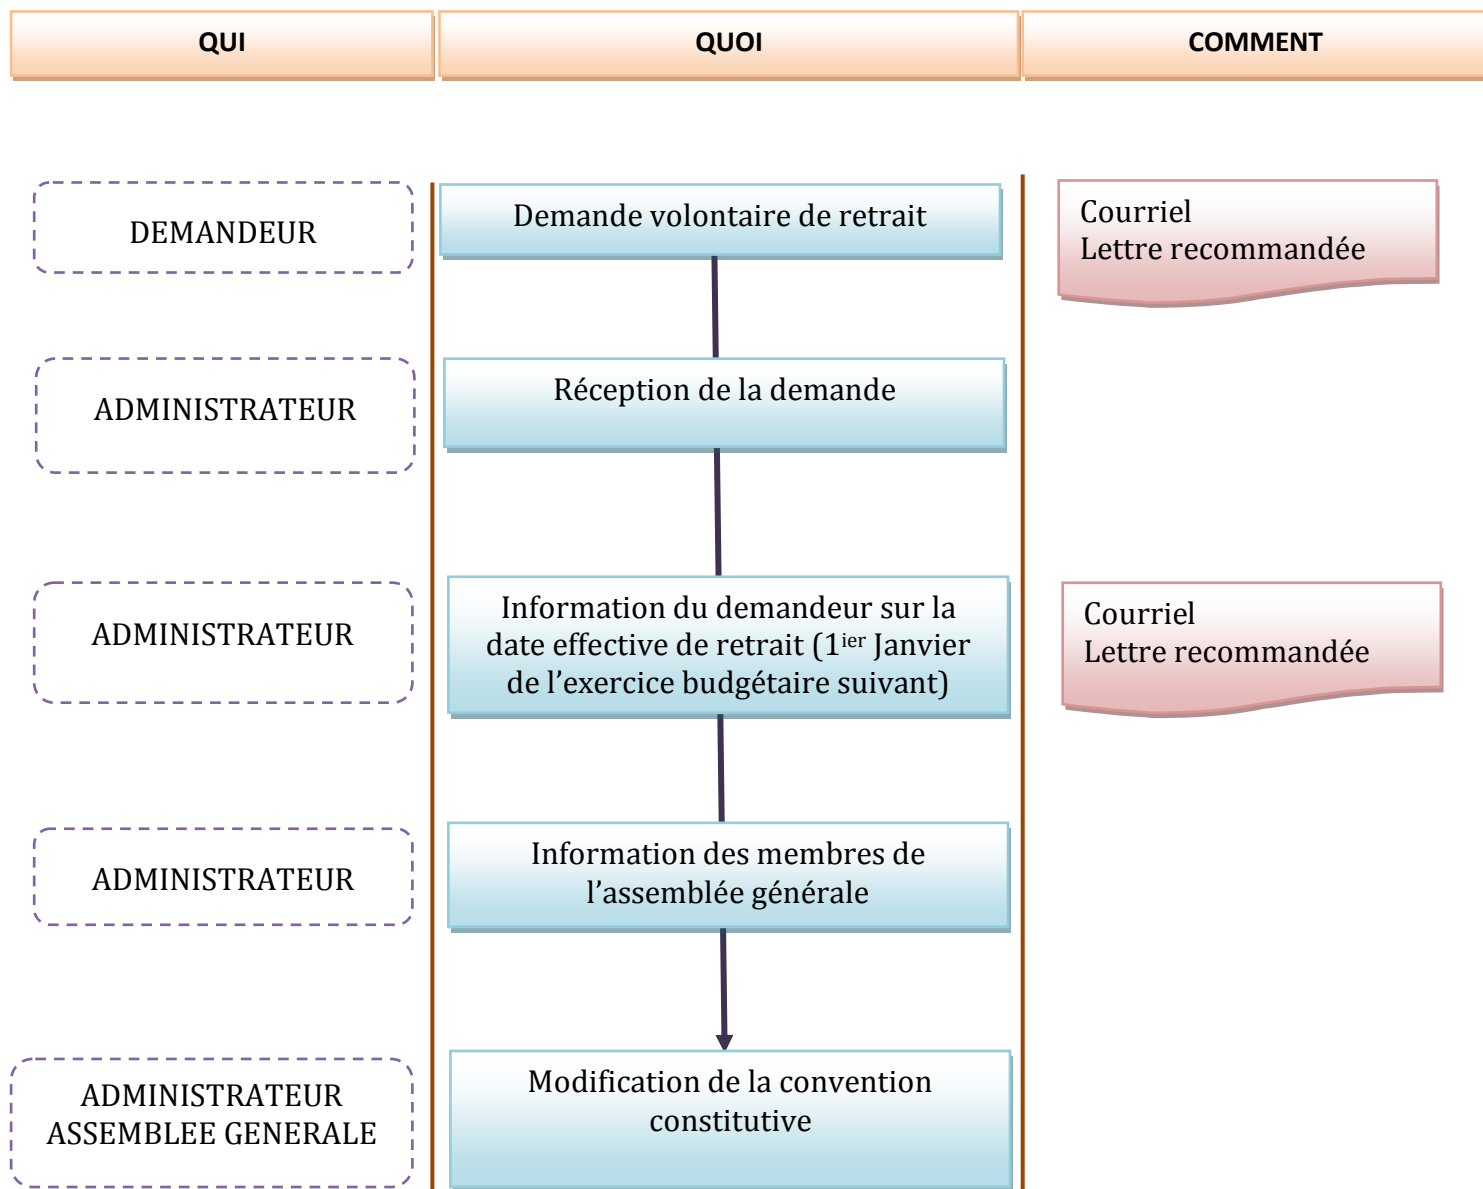 QUI
QUOI
COMMENT
DEMANDEUR
Demande volontaire de retrait
Courriel
Lettre recommandée
ADMINISTRATEUR
Réception de la demande
ADMINISTRATEUR
Information du demandeur sur la
date effective de retrait (1ier Janvier
de l’exercice budgétaire suivant)
Courriel
Lettre recommandée
ADMINISTRATEUR
Information des membres de
l’assemblée générale
ADMINISTRATEUR
ASSEMBLEE GENERALE
Modification de la convention
constitutive